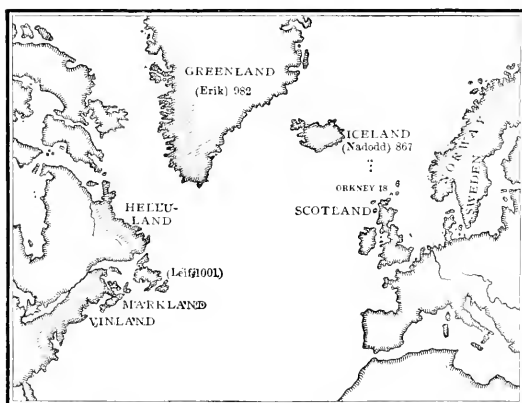 GREENLAND
(Erik) 982
ICELAND
(Nadodd) 867
NORWAY
SWEDEN
ORKNEY IS.
SCOTLAND
HELLU-
LAND
(Leif 1001)
MARKLAND
VINLAND